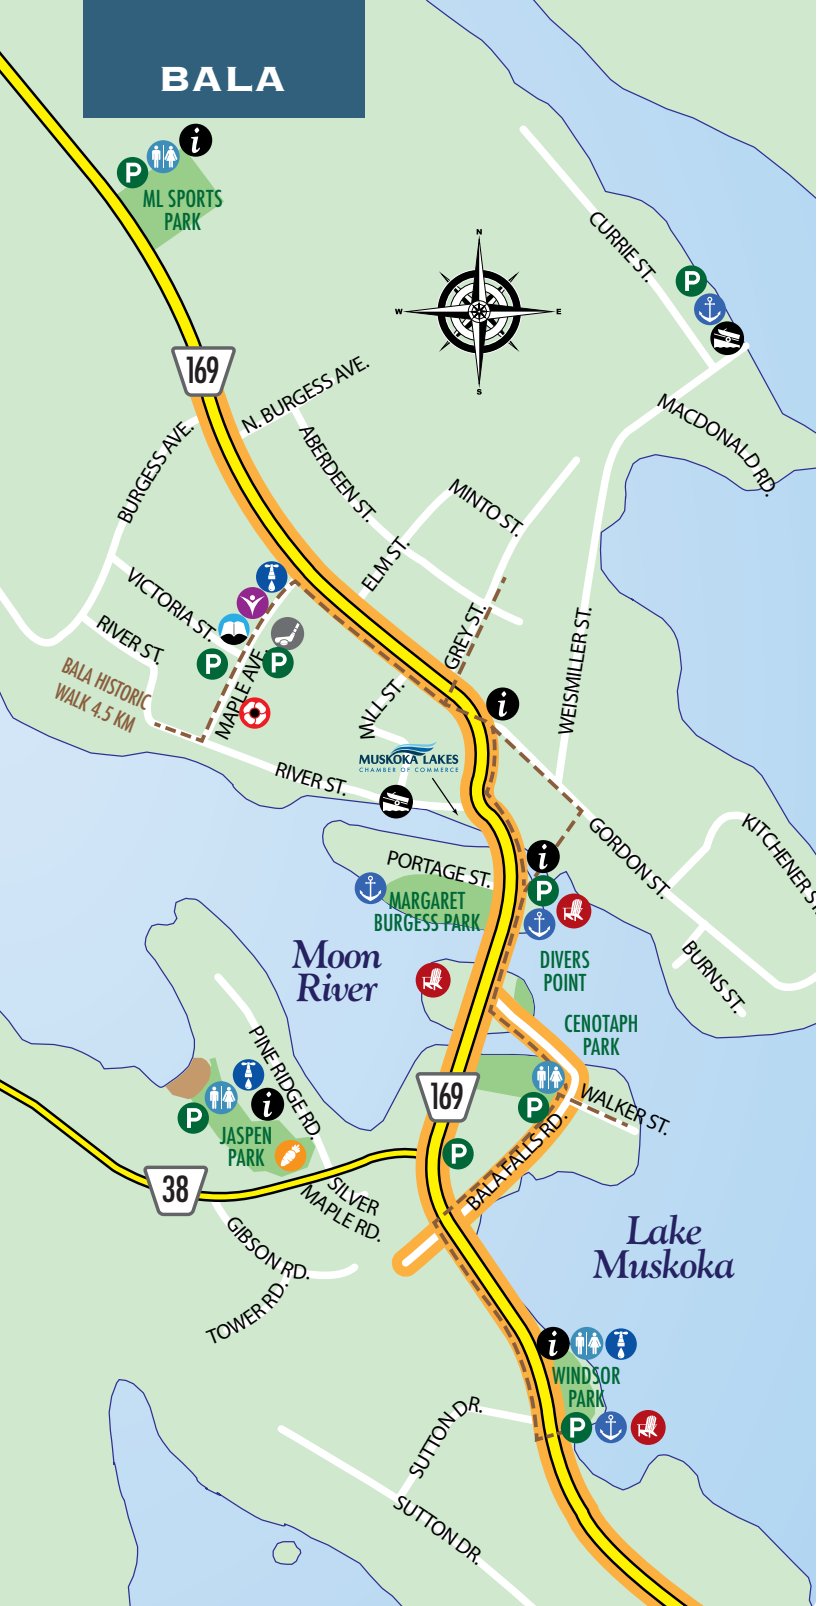 BALA
i
P
ML SPORTS
PARK
CURRIE ST.
P
N
W
E
S
169
N. BURGESS AVE.
MACDONALD RD.
BURGESS AVE.
ABERDEEN ST.
MINTO ST.
ELM ST.
VICTORIA ST.
RIVER ST.
GREY ST.
WEISMILLER ST.
P
P
MAPLE AVE.
BALA HISTORIC
WALK 4.5 KM
MILL ST.
i
MUSKOKA LAKES
CHAMBER OF COMMERCE
RIVER ST.
GORDON ST.
KITCHENER ST
PORTAGE ST.
i
P
MARGARET
BURGESS PARK
BURNS ST.
Moon
River
DIVERS
POINT
CENOTAPH
PARK
PINE RIDGE RD.
169
i
P
P
WALKER ST.
JASPEN
PARK
P
BALA FALLS RD.
38
SILVER
MAPLE RD.
GIBSON RD.
TOWER RD.
Lake
Muskoka
i
WINDSOR
PARK
P
SUTTON DR.
SUTTON DR.